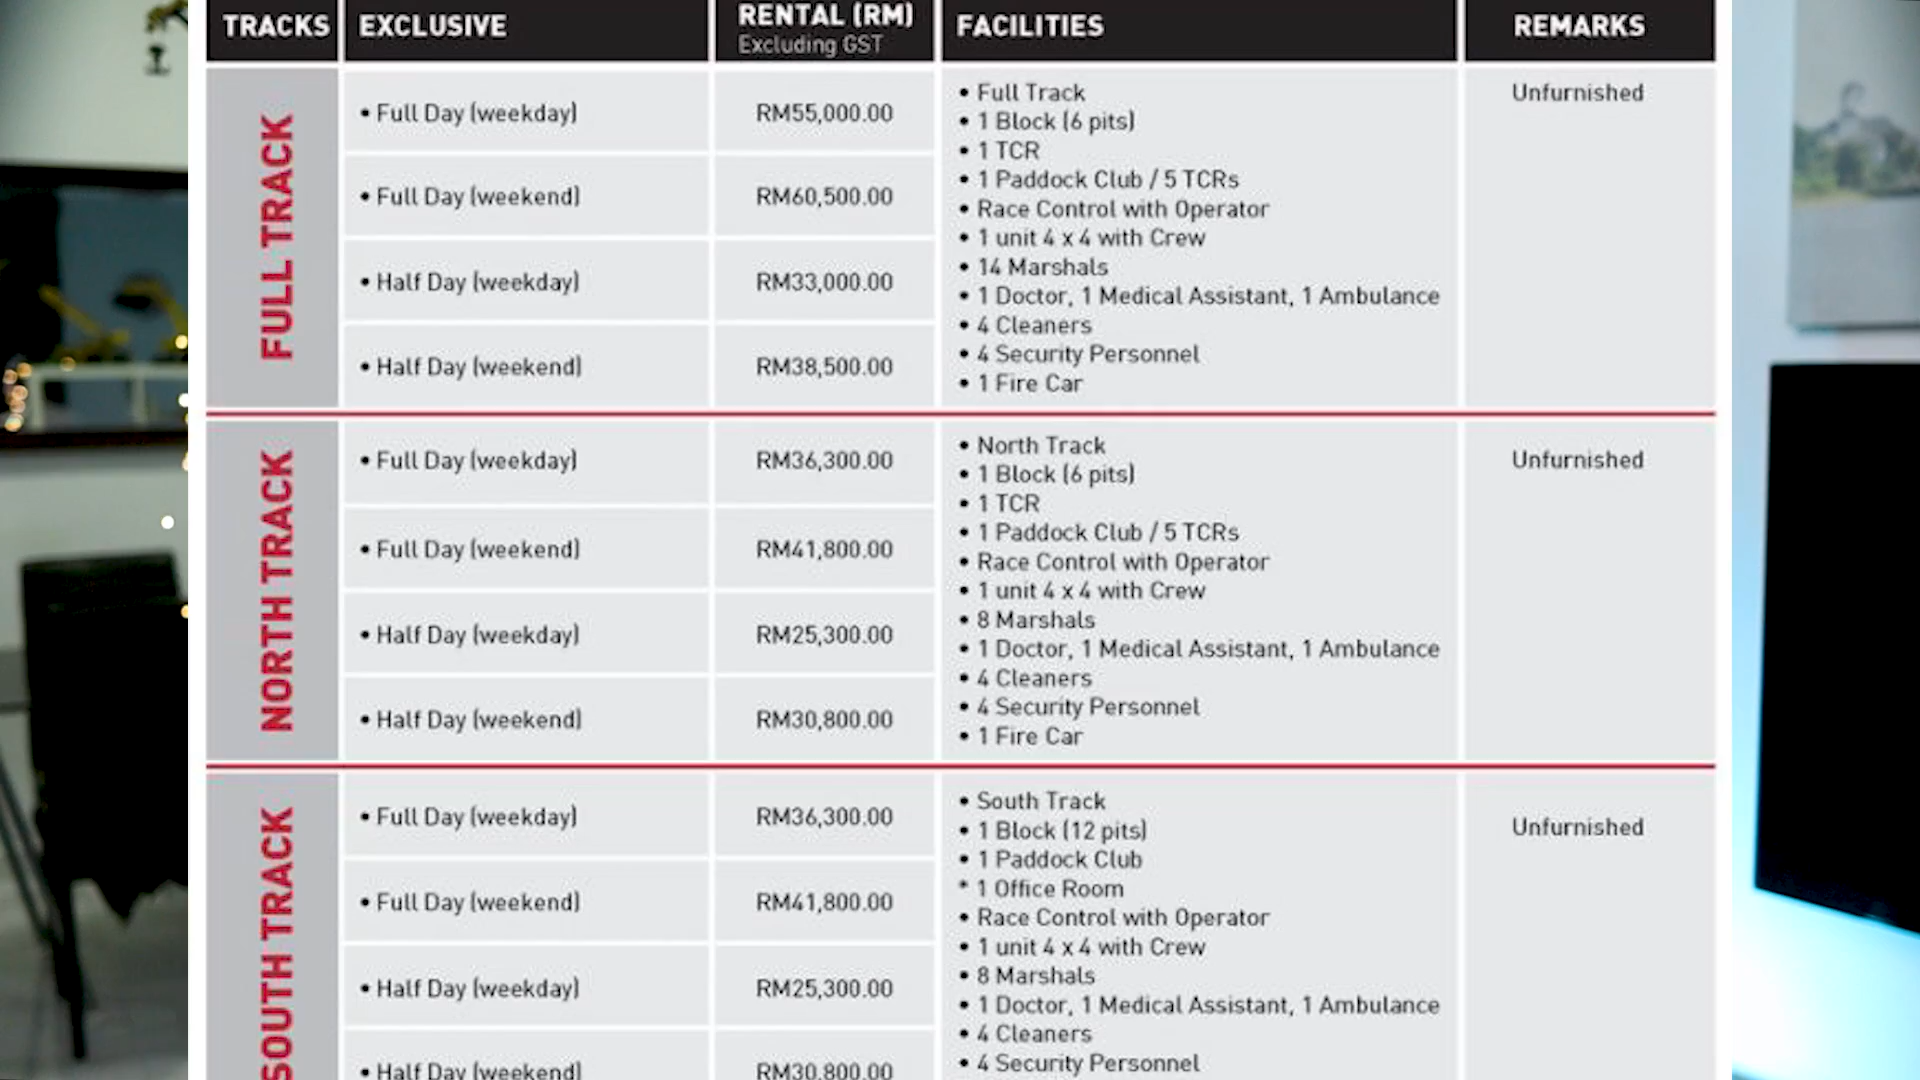 TRACKS EXCLUSIVE RENTAL (RM) FACILITIES REMARKS
Excluding GST
FULL TRACK
• Full Day (weekday) RM55,000.00
• Full Day (weekend) RM60,500.00
• Half Day (weekday) RM33,000.00
• Half Day (weekend) RM38,500.00
• Full Track
• 1 Block (6 pits)
• 1 TCR
• 1 Paddock Club / 5 TCRs
• Race Control with Operator
• 1 unit 4 x 4 with Crew
• 14 Marshals
• 1 Doctor, 1 Medical Assistant, 1 Ambulance
• 4 Cleaners
• 4 Security Personnel
• 1 Fire Car
Unfurnished
NORTH TRACK
• Full Day (weekday) RM36,300.00
• Full Day (weekend) RM41,800.00
• Half Day (weekday) RM25,300.00
• Half Day (weekend) RM30,800.00
• North Track
• 1 Block (6 pits)
• 1 TCR
• 1 Paddock Club / 5 TCRs
• Race Control with Operator
• 1 unit 4 x 4 with Crew
• 8 Marshals
• 1 Doctor, 1 Medical Assistant, 1 Ambulance
• 4 Cleaners
• 4 Security Personnel
• 1 Fire Car
Unfurnished
SOUTH TRACK
• Full Day (weekday) RM36,300.00
• Full Day (weekend) RM41,800.00
• Half Day (weekday) RM25,300.00
• Half Day (weekend) RM30,800.00
• South Track
• 1 Block (12 pits)
• 1 Paddock Club
* 1 Office Room
• Race Control with Operator
• 1 unit 4 x 4 with Crew
• 8 Marshals
• 1 Doctor, 1 Medical Assistant, 1 Ambulance
• 4 Cleaners
• 4 Security Personnel
Unfurnished